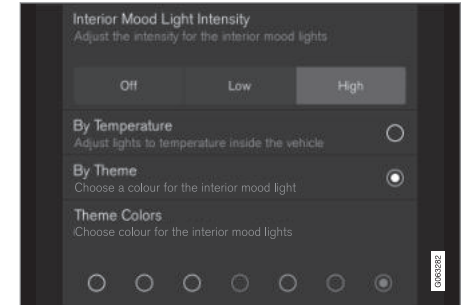 Interior Mood Light Intensity
Adjust the intensity for the interior mood lights
Off Low High
By Temperature
Adjust lights to temperature inside the vehicle
By Theme
Choose a colour for the interior mood light
Theme Colors
Choose colour for the interior mood lights
G063282